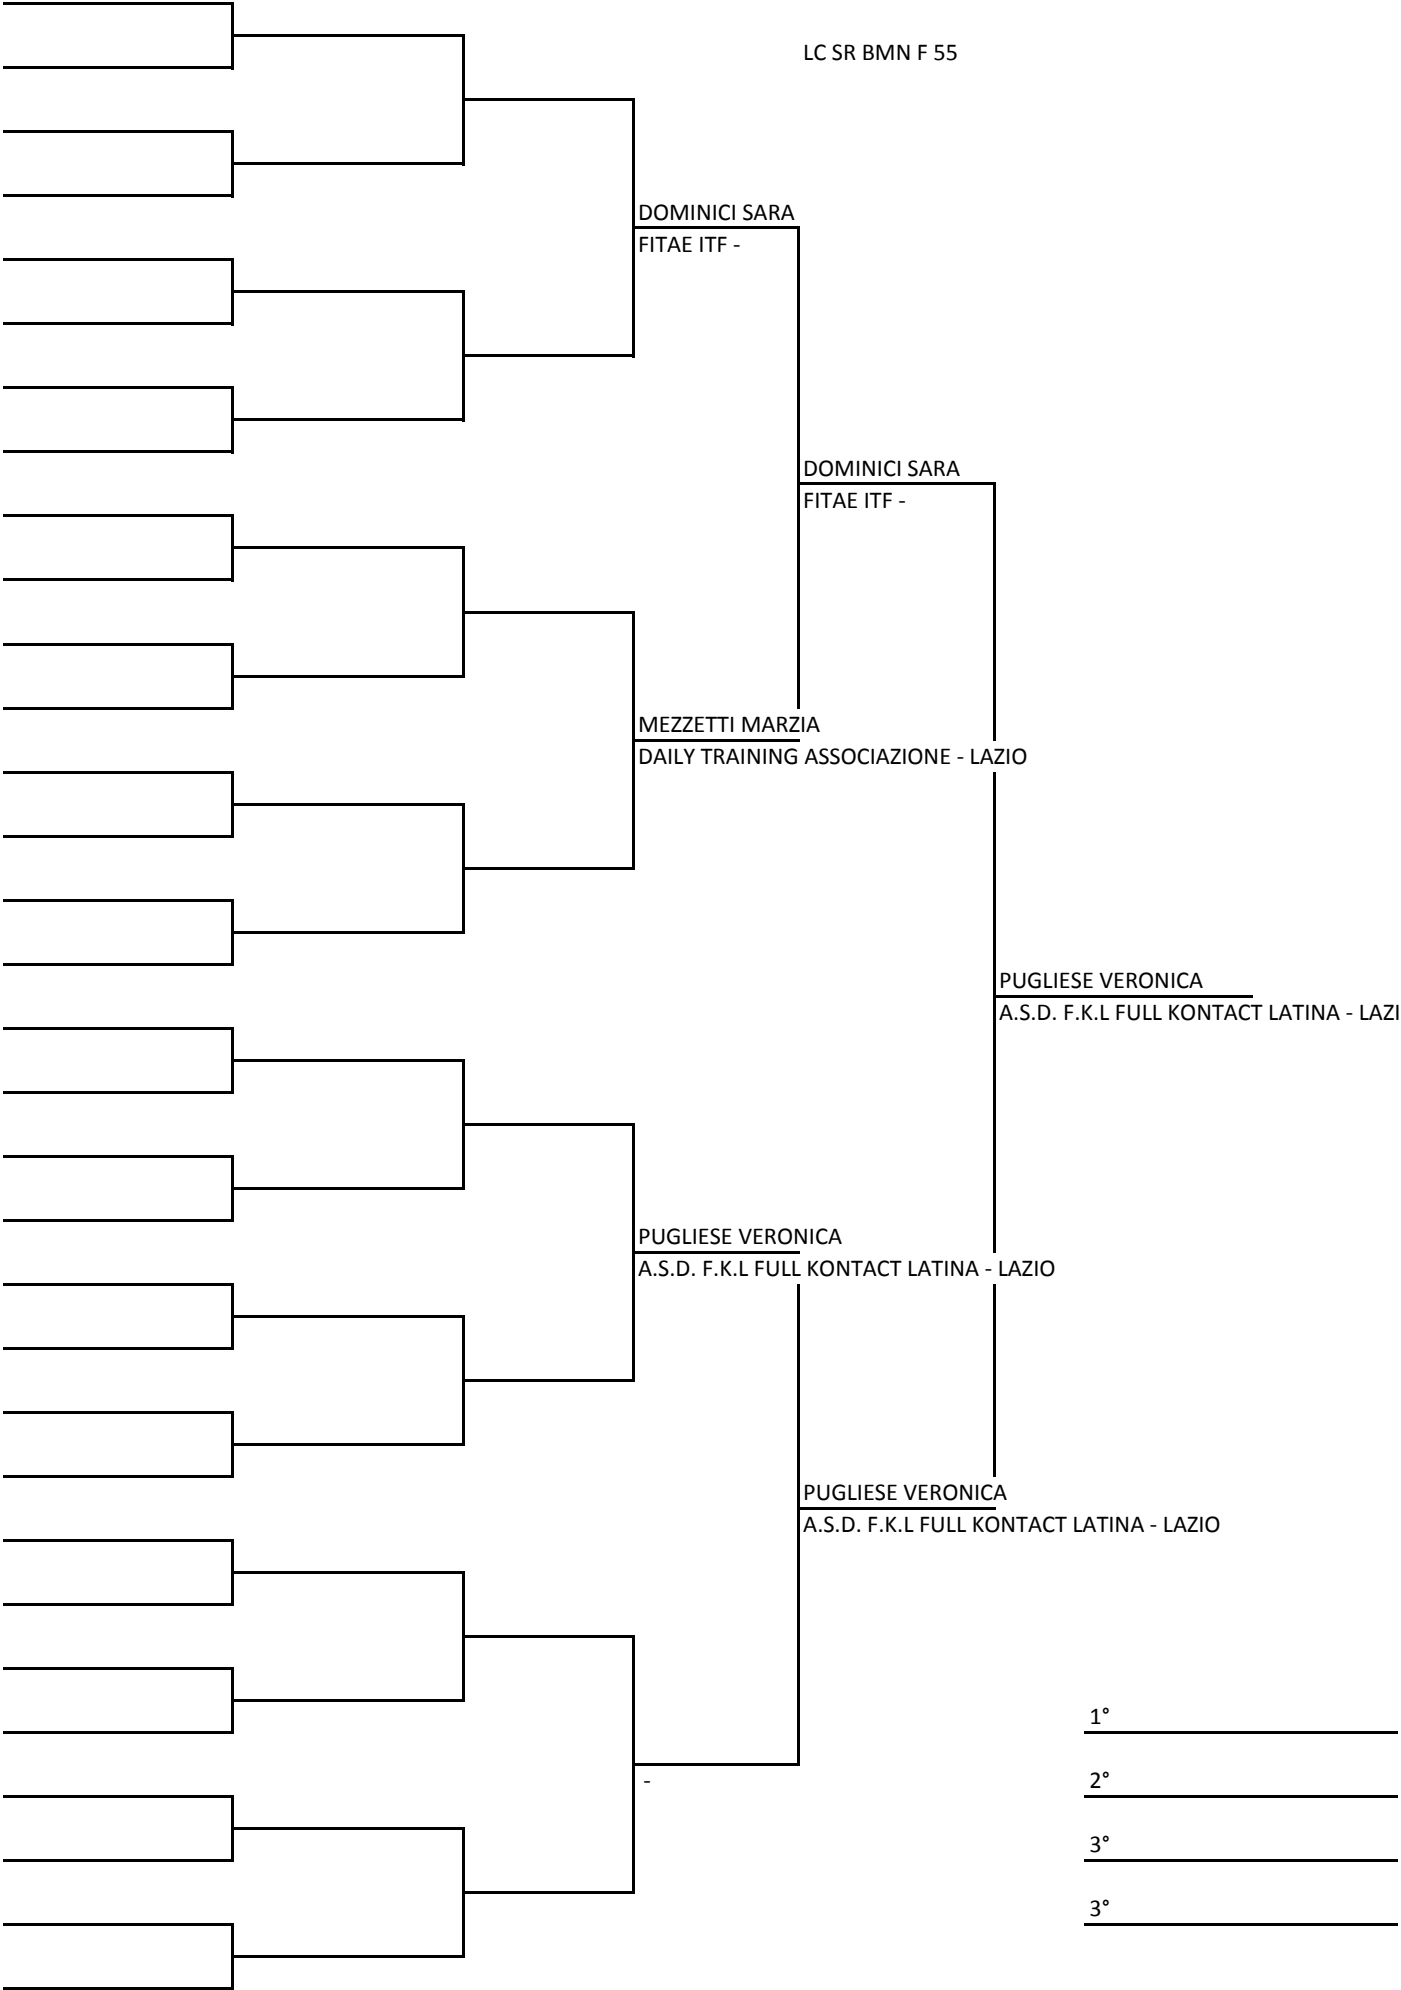 LC SR BMN F 55
DOMINICI SARA
FITAE ITF -
DOMINICI SARA
FITAE ITF -
MEZZETTI MARZIA
DAILY TRAINING ASSOCIAZIONE - LAZIO
PUGLIESE VERONICA
A.S.D. F.K.L FULL KONTACT LATINA - LAZI
PUGLIESE VERONICA
A.S.D. F.K.L FULL KONTACT LATINA - LAZIO
PUGLIESE VERONICA
A.S.D. F.K.L FULL KONTACT LATINA - LAZIO
1°
-
2°
3°
3°